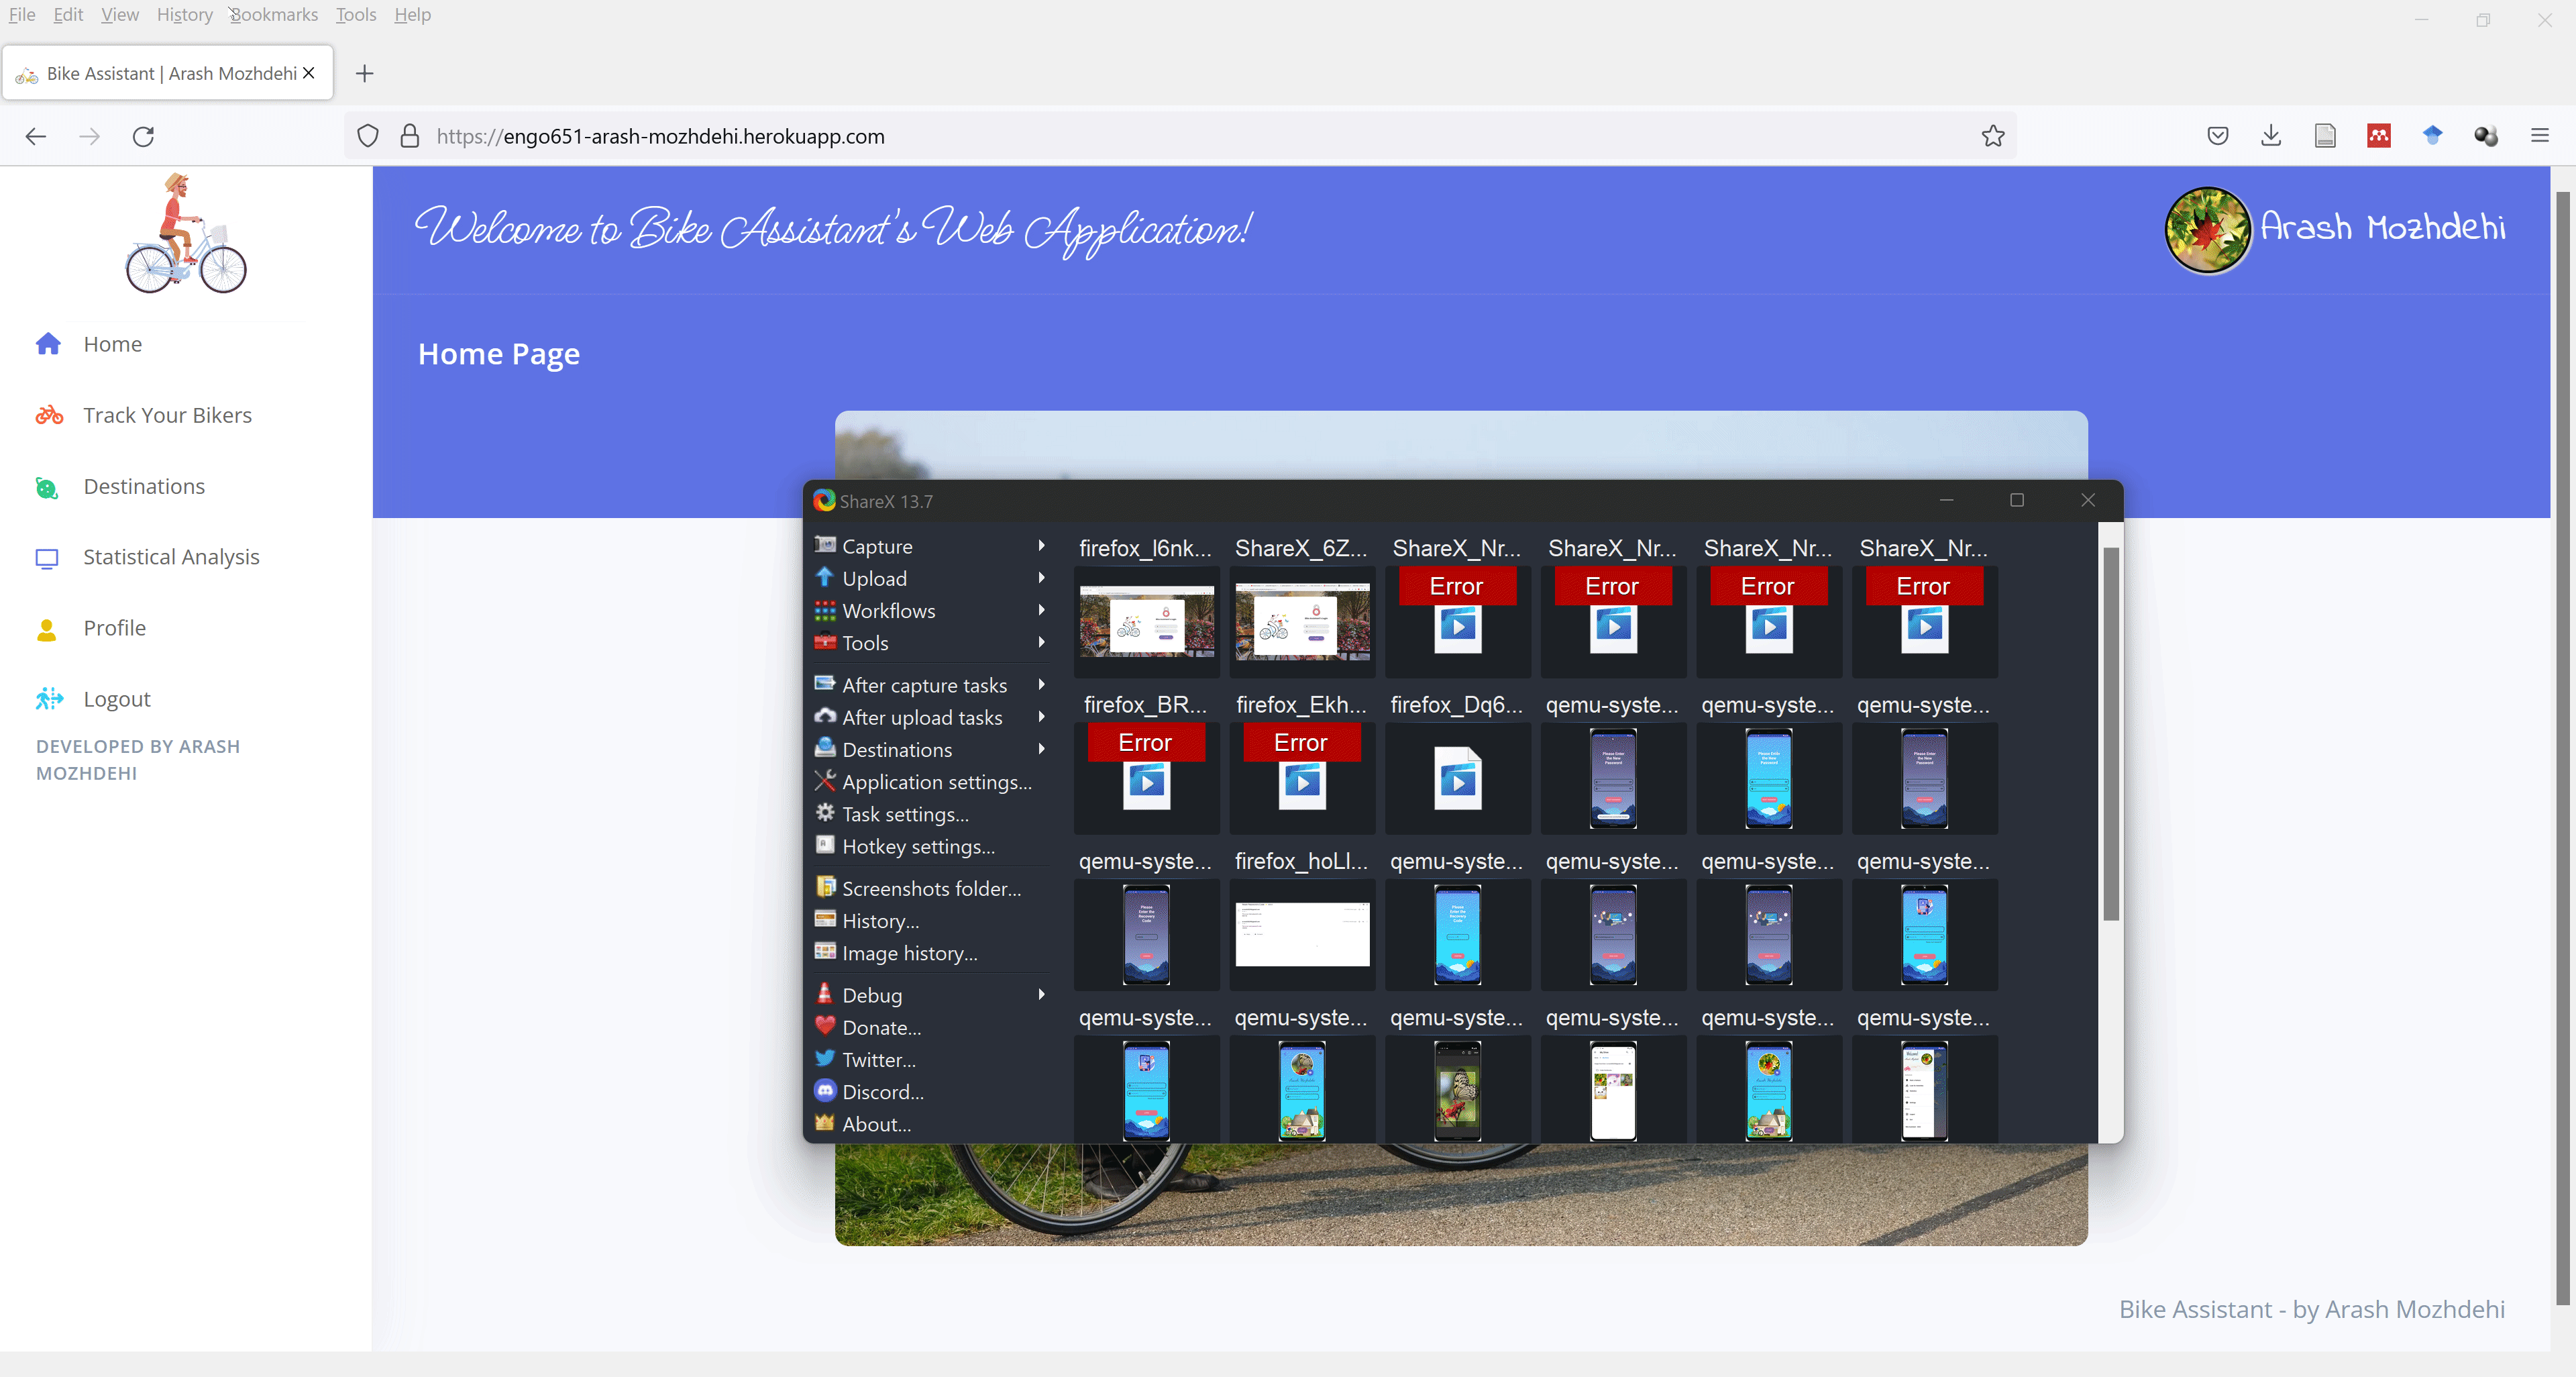 File Edit View History Bookmarks Tools Help
Bike Assistant | Arash Mozhdehi
https://engo651-arash-mozhdehi.herokuapp.com
Welcome to Bike Assistant's Web Application!
Arash Mozhdehi
Home Page
Home
Track Your Bikers
Destinations
Statistical Analysis
Profile
Logout
DEVELOPED BY ARASH
MOZHDEHI
ShareX 13.7
Capture
Upload
Workflows
Tools
After capture tasks
After upload tasks
Destinations
Application settings...
Task settings...
Hotkey settings...
Screenshots folder...
History...
Image history...
Debug
Donate...
Twitter...
Discord...
About...
firefox_l6nk... ShareX_6Z... ShareX_Nr... ShareX_Nr... ShareX_Nr... ShareX_Nr...
Error Error Error Error
firefox_BR... firefox_Ekh... firefox_Dq6... qemu-syste... qemu-syste... qemu-syste...
Error Error
qemu-syste... firefox_hoLl... qemu-syste... qemu-syste... qemu-syste... qemu-syste...
qemu-syste... qemu-syste... qemu-syste... qemu-syste... qemu-syste... qemu-syste...
Bike Assistant - by Arash Mozhdehi